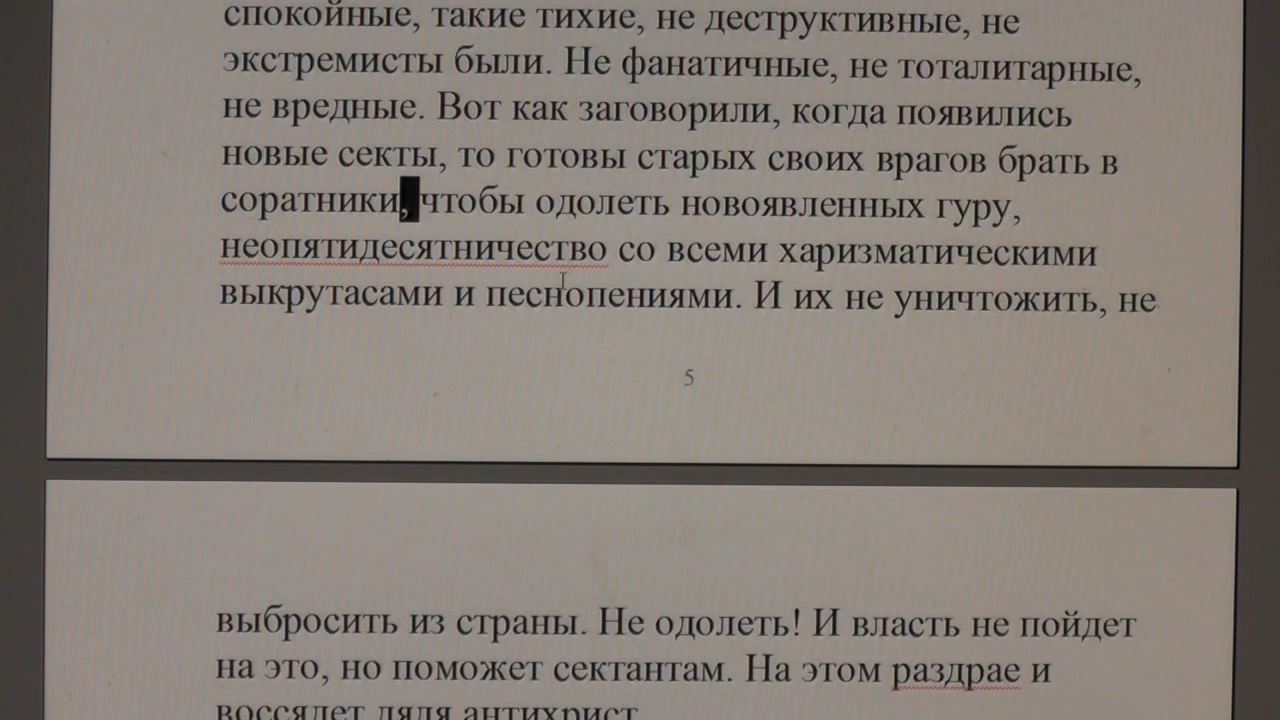 спокойные, такие тихие, не деструктивные, не
экстремисты были. Не фанатичные, не тоталитарные,
не вредные. Вот как заговорили, когда появились
новые секты, то готовы старых своих врагов брать в
соратники, чтобы одолеть новоявленных гуру,
неопятидесятничество со всеми харизматическими
выкрутасами и песнопениями. И их не уничтожить, не
5
выбросить из страны. Не одолеть! И власть не пойдет
на это, но поможет сектантам. На этом раздрае и
воссядет дядя антихрист